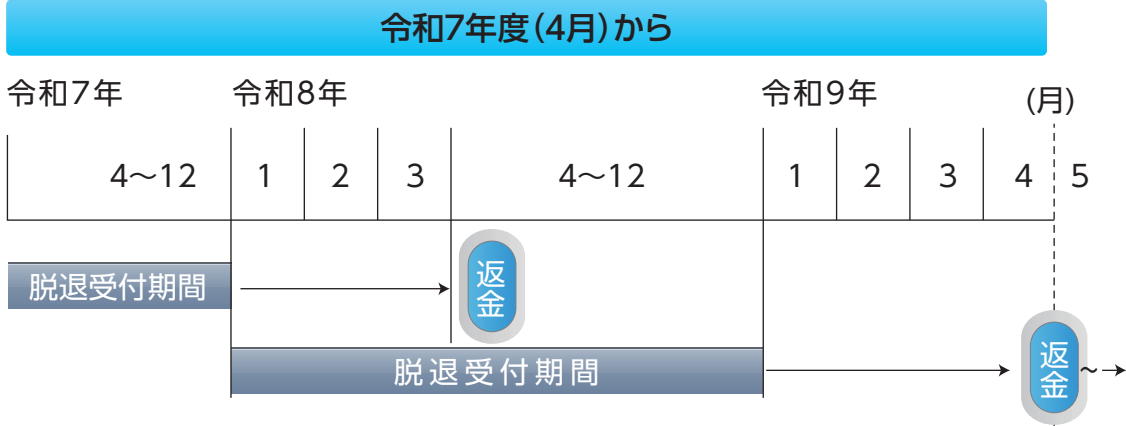 令和7年度(4月)から
令和7年 令和8年 令和9年 (月)
4～12 1 2 3 4～12 1 2 3 4 5
脱退受付期間 返金
脱退受付期間 返金～